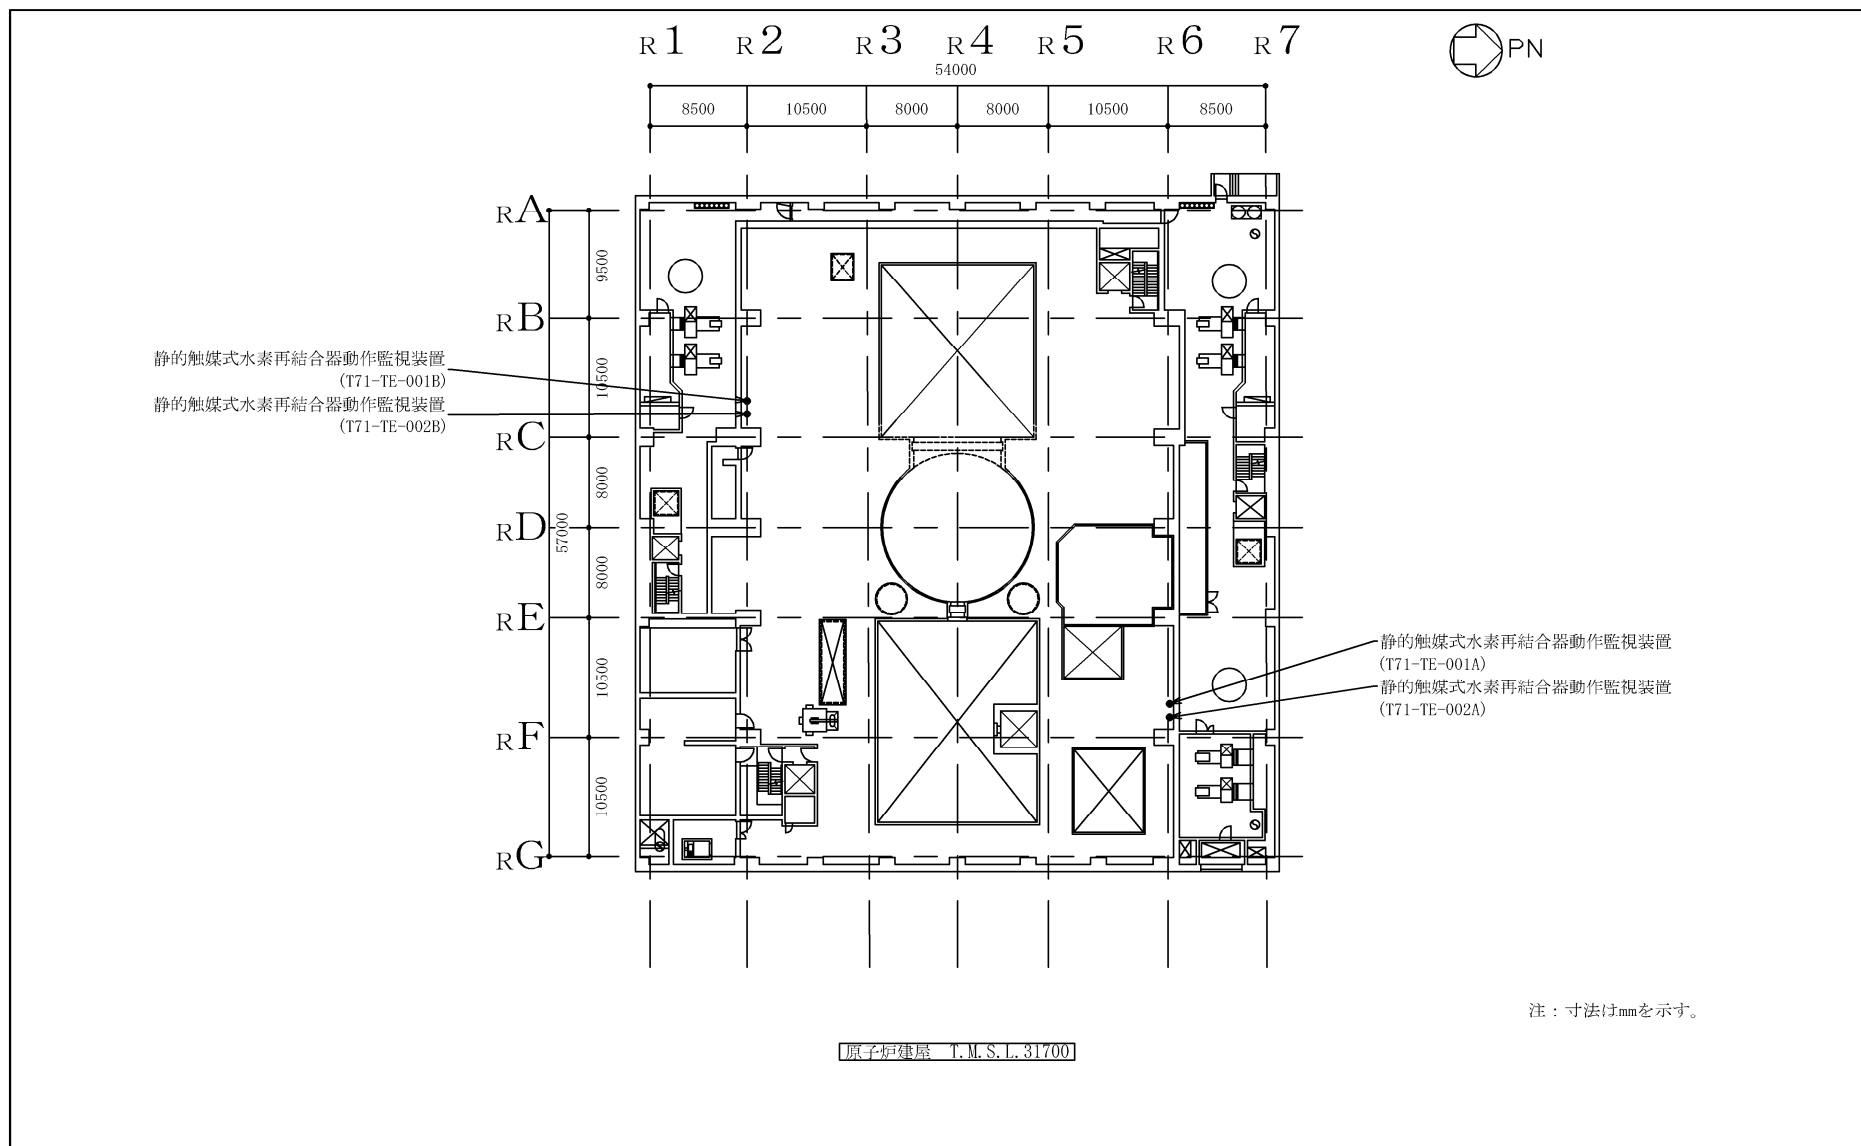 R1 R2 R3 R4 R5 R6 R7
PN
54000
8500 10500 8000 8000 10500 8500
RA
9500
RB
静的触媒式水素再結合器動作監視装置
(T71-TE-001B)
10500
静的触媒式水素再結合器動作監視装置
(T71-TE-002B)
RC
8000
RD
57000
8000
RE
静的触媒式水素再結合器動作監視装置
(T71-TE-001A)
10500
静的触媒式水素再結合器動作監視装置
(T71-TE-002A)
RF
10500
RG
注：寸法はmmを示す。
原子炉建屋 T.M.S.L.31700